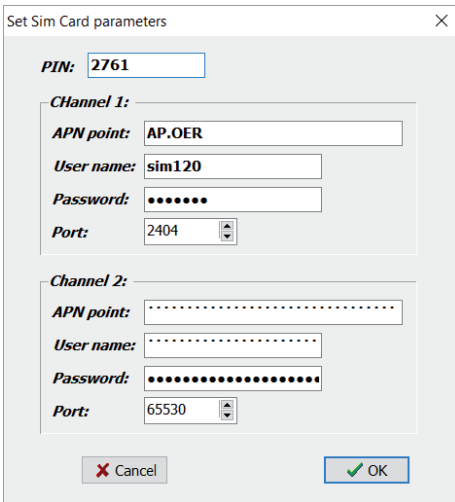 Set Sim Card parameters
PIN: 2761
CHannel 1:
APN point: AP.OER
User name: sim120
Password: •••••••
Port: 2404
Channel 2:
APN point:
User name:
Password:
Port: 65530
Cancel OK